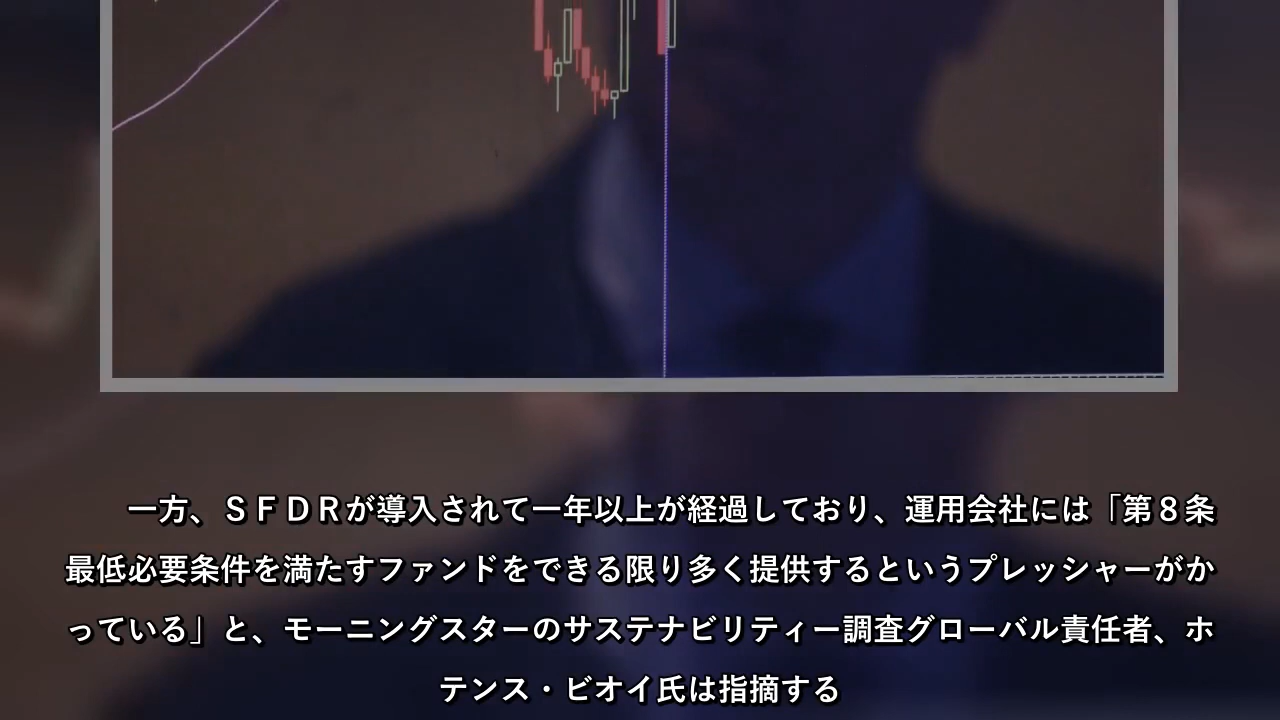 一方、ＳＦＤＲが導入されて一年以上が経過しており、運用会社には「第８条
最低必要条件を満たすファンドをできる限り多く提供するというプレッシャーがか
っている」と、モーニングスターのサステナビリティー調査グローバル責任者、ホ
テンス・ビオイ氏は指摘する